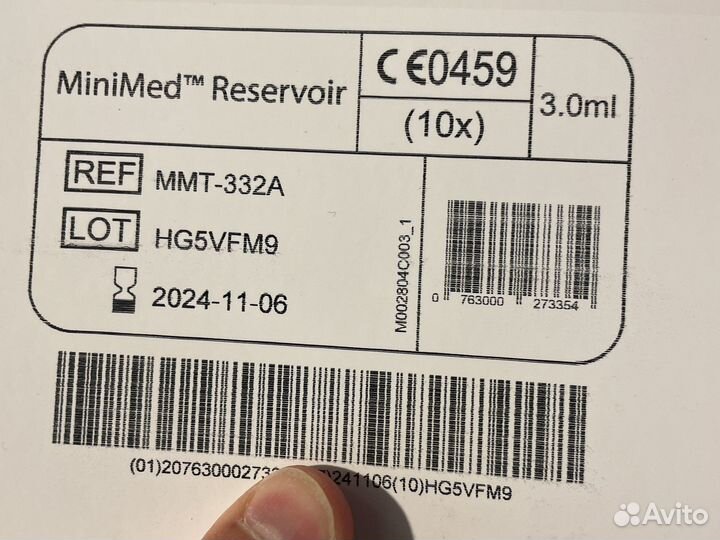 MiniMed™ Reservoir
CE0459
(10x)
3.0ml
REF MMT-332A
LOT HG5VFM9
2024-11-06
M002804C003_1
0 763000 273354
(01)2076300027 241106(10)HG5VFM9
Avito